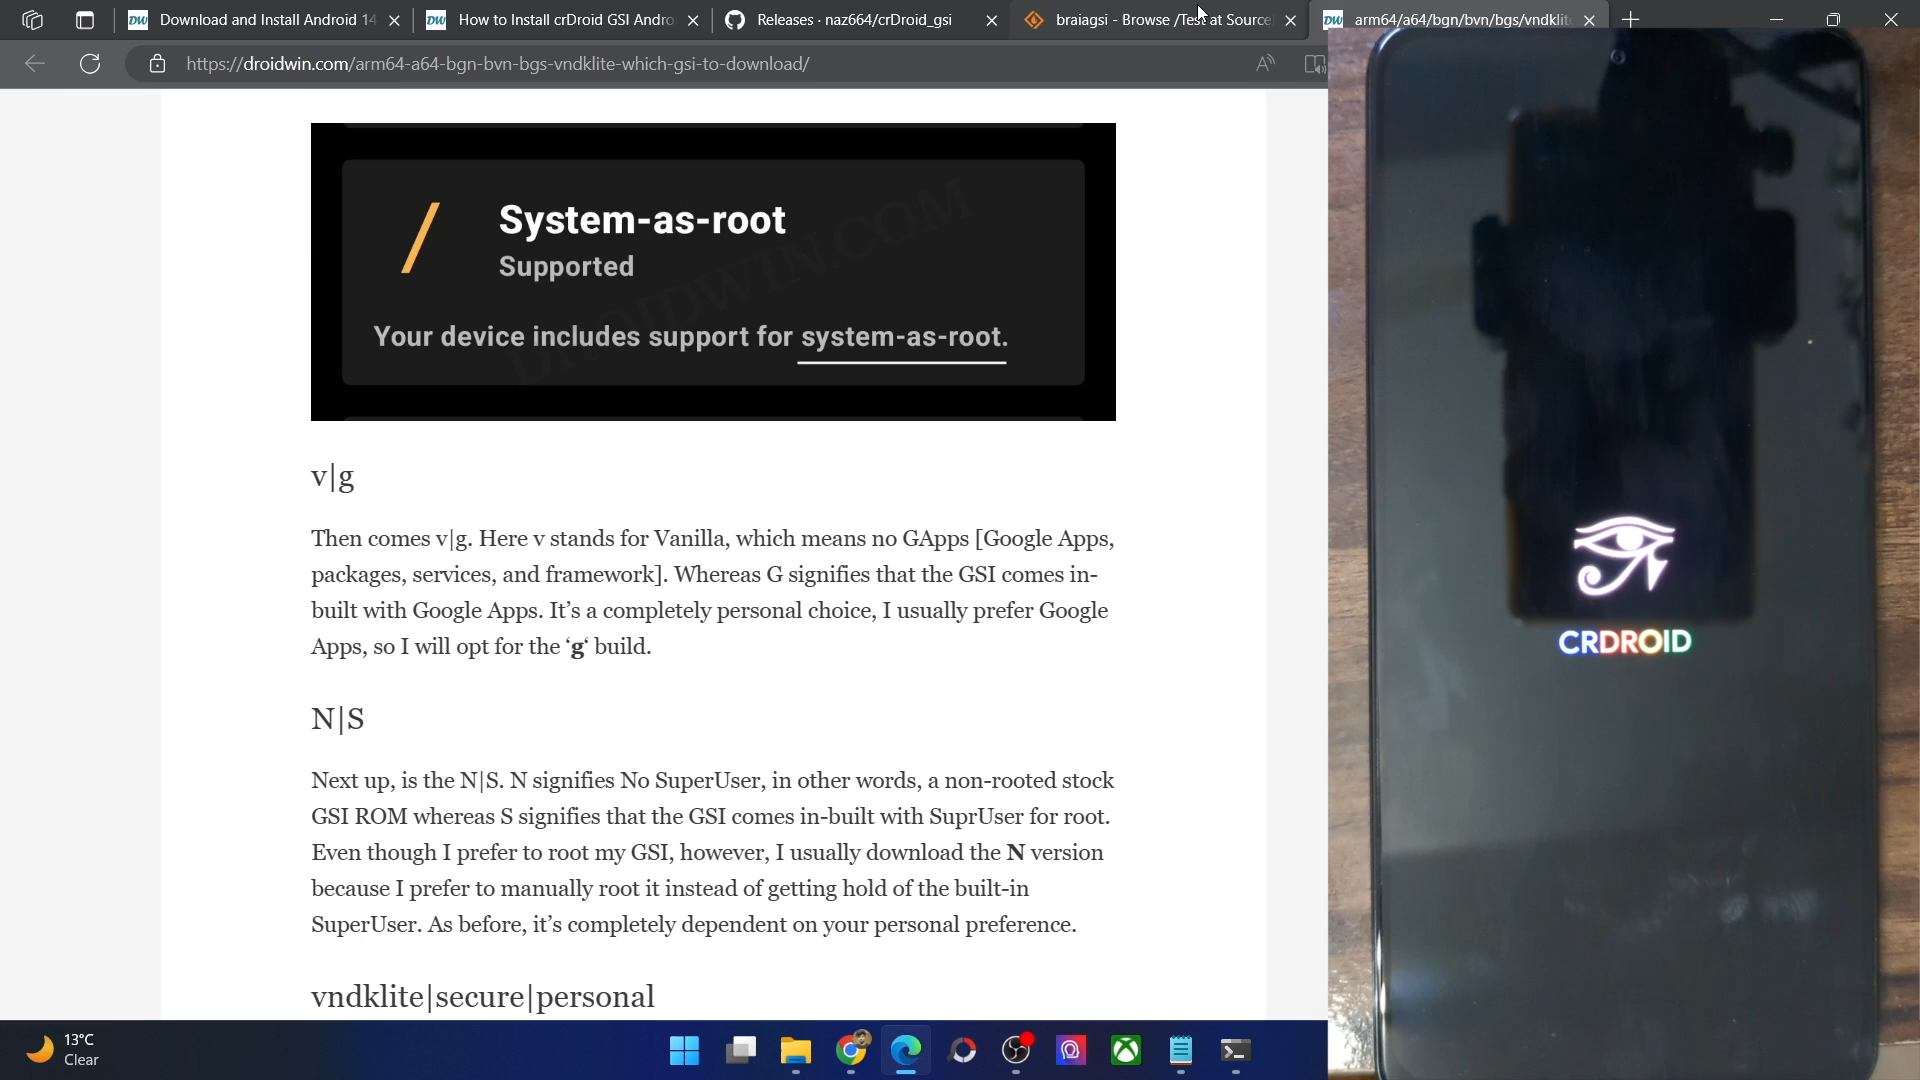 Download and Install Android 14
How to Install crDroid GSI Andro
Releases · naz664/crDroid_gsi
braiagsi - Browse /Test at Source
arm64/a64/bgn/bvn/bgs/vndklite
https://droidwin.com/arm64-a64-bgn-bvn-bgs-vndklite-which-gsi-to-download/
System-as-root
Supported
Your device includes support for system-as-root.
DROIDWIN.COM
v|g
Then comes v|g. Here v stands for Vanilla, which means no GApps [Google Apps,
packages, services, and framework]. Whereas G signifies that the GSI comes in-
built with Google Apps. It’s a completely personal choice, I usually prefer Google
Apps, so I will opt for the ‘g‘ build.
N|S
Next up, is the N|S. N signifies No SuperUser, in other words, a non-rooted stock
GSI ROM whereas S signifies that the GSI comes in-built with SuprUser for root.
Even though I prefer to root my GSI, however, I usually download the N version
because I prefer to manually root it instead of getting hold of the built-in
SuperUser. As before, it’s completely dependent on your personal preference.
vndklite|secure|personal
CRDROID
13°C
Clear